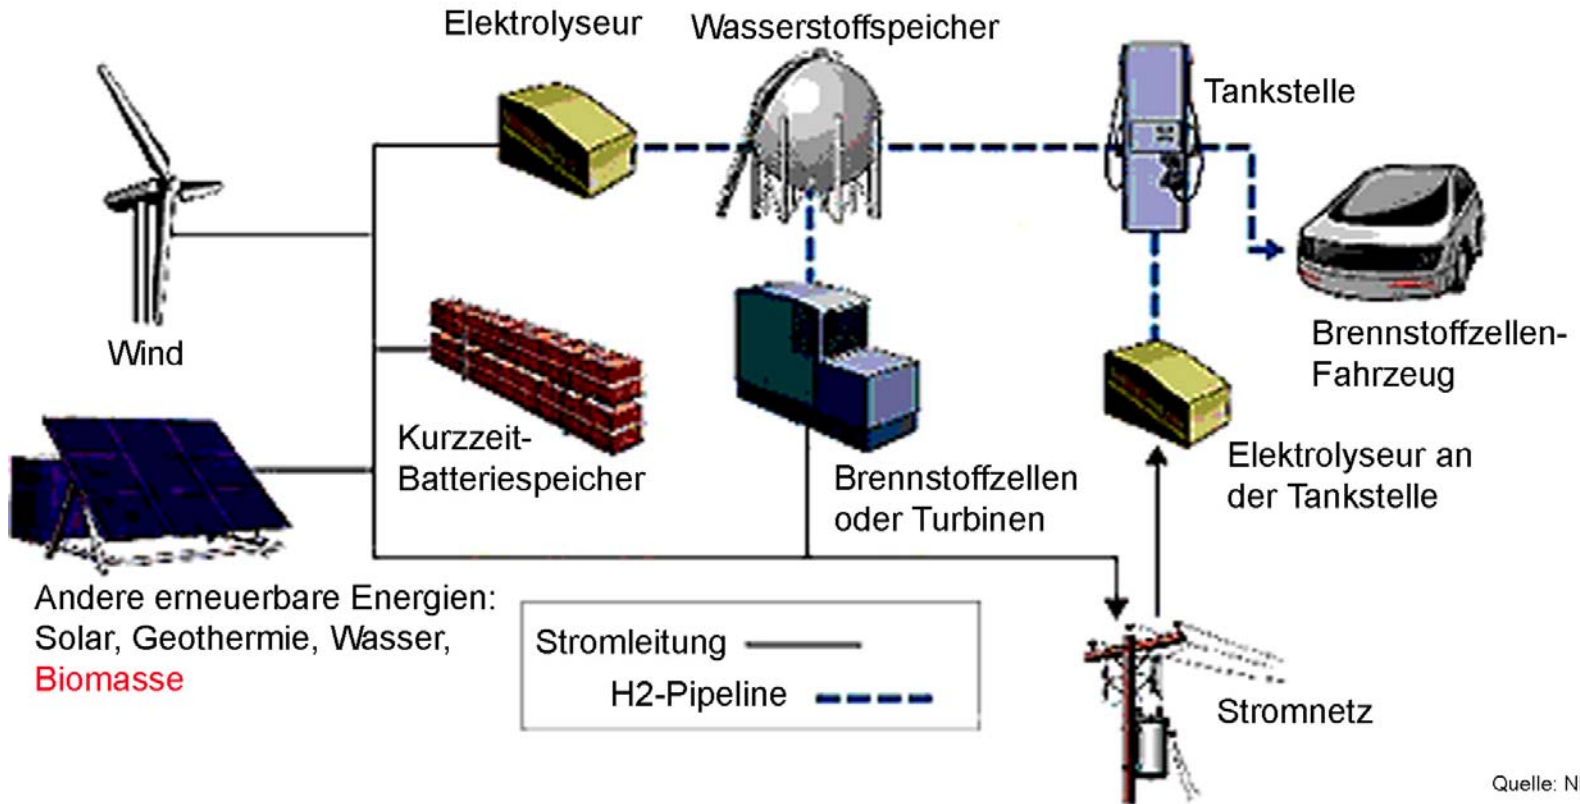 Elektrolyseur
Wasserstoffspeicher
Tankstelle
Wind
Brennstoffzellen-
Fahrzeug
Kurzzeit-
Batteriespeicher
Brennstoffzellen
oder Turbinen
Elektrolyseur an
der Tankstelle
Andere erneuerbare Energien:
Solar, Geothermie, Wasser,
Biomasse
Stromleitung
H2-Pipeline
Stromnetz
Quelle: